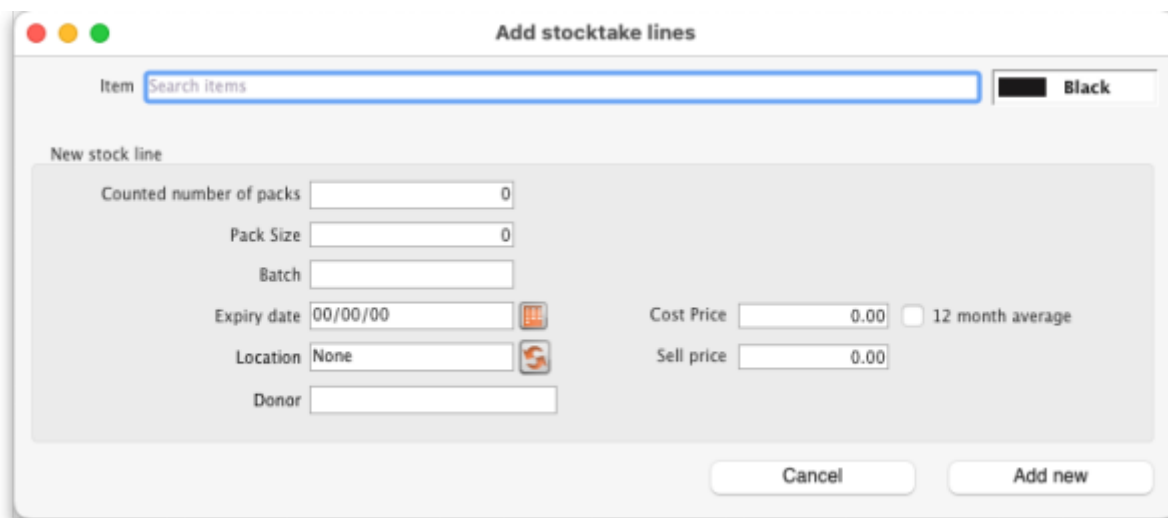 Add stocktake lines
Item Search items Black
New stock line
Counted number of packs 0
Pack Size 0
Batch
Expiry date 00/00/00 Cost Price 0.00 12 month average
Location None Sell price 0.00
Donor
Cancel Add new